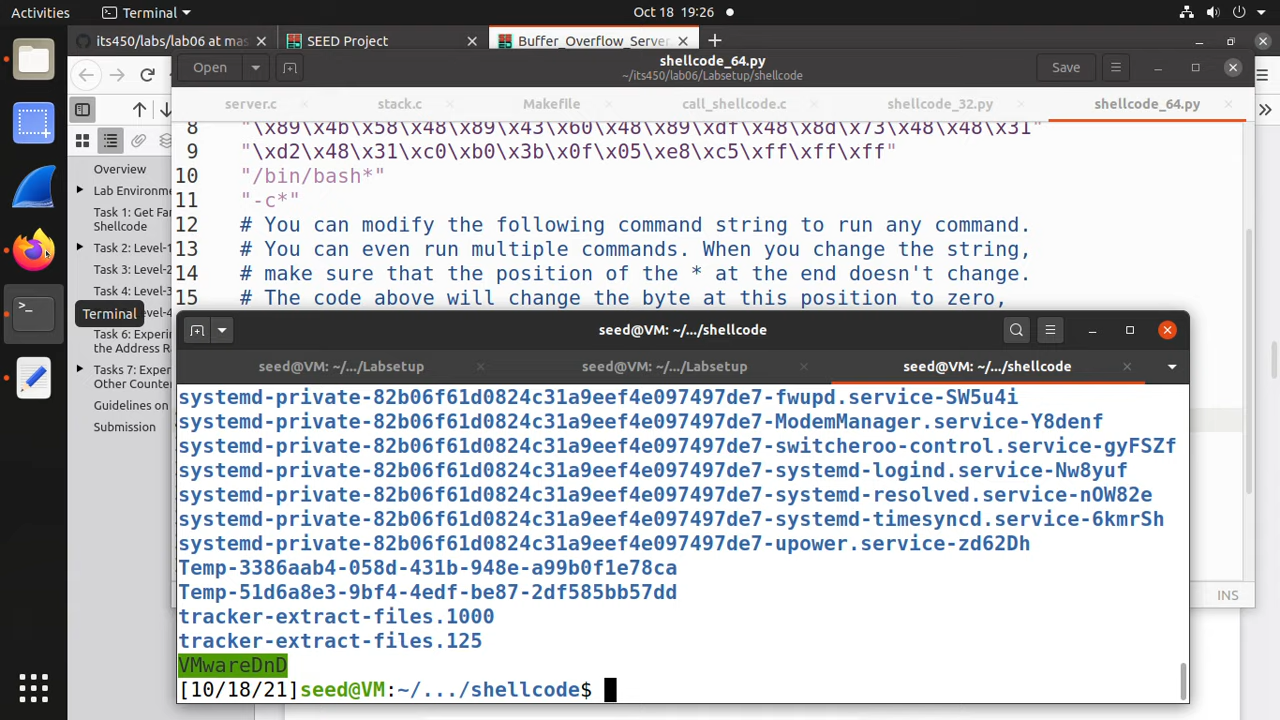 Activities
Terminal
Oct 18 19:26
its450/labs/lab06 at mas
SEED Project
Buffer_Overflow_Server
Open
shellcode_64.py
~/its450/lab06/Labsetup/shellcode
Save
server.c
stack.c
Makefile
call_shellcode.c
shellcode_32.py
shellcode_64.py
Overview
Lab Environme
Task 1: Get Fa
Shellcode
Task 2: Level-1
Task 3: Level-2
Task 4: Level-3
Task 6: Experi
the Address R
Tasks 7: Exper
Other Counter
Guidelines on
Submission
8 "\x89\x4b\x58\x48\x89\x43\x60\x48\x89\xdf\x48\x8d\x73\x48\x48\x31"
9 "\xd2\x48\x31\xc0\xb0\x3b\x0f\x05\xe8\xc5\xff\xff\xff"
10 "/bin/bash*"
11 "-c*"
12 # You can modify the following command string to run any command.
13 # You can even run multiple commands. When you change the string,
14 # make sure that the position of the * at the end doesn't change.
15 # The code above will change the byte at this position to zero,
Terminal
INS
seed@VM: ~/.../shellcode
seed@VM: ~/.../Labsetup
seed@VM: ~/.../Labsetup
seed@VM: ~/.../shellcode
systemd-private-82b06f61d0824c31a9eef4e097497de7-fwupd.service-SW5u4i
systemd-private-82b06f61d0824c31a9eef4e097497de7-ModemManager.service-Y8denf
systemd-private-82b06f61d0824c31a9eef4e097497de7-switcheroo-control.service-gyFSZf
systemd-private-82b06f61d0824c31a9eef4e097497de7-systemd-logind.service-Nw8yuf
systemd-private-82b06f61d0824c31a9eef4e097497de7-systemd-resolved.service-nOW82e
systemd-private-82b06f61d0824c31a9eef4e097497de7-systemd-timesyncd.service-6kmrSh
systemd-private-82b06f61d0824c31a9eef4e097497de7-upower.service-zd62Dh
Temp-3386aab4-058d-431b-948e-a99b0f1e78ca
Temp-51d6a8e3-9bf4-4edf-be87-2df585bb57dd
tracker-extract-files.1000
tracker-extract-files.125
VMwareDnD
[10/18/21]seed@VM:~/.../shellcode$